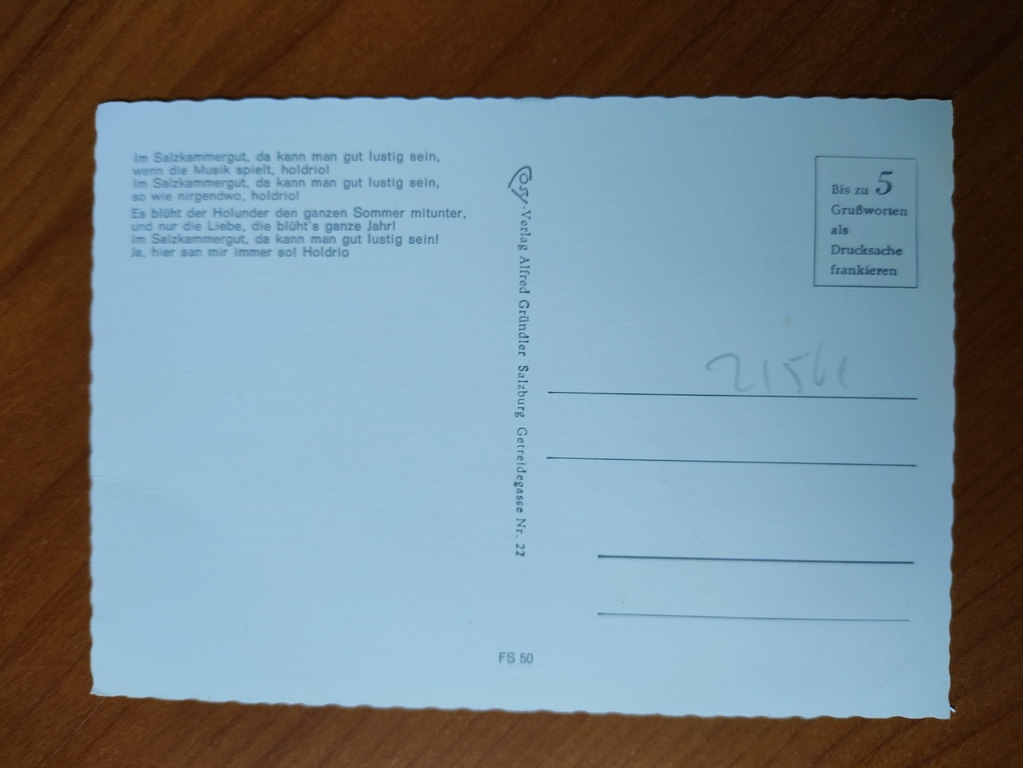 Im Salzkammergut, da kann man gut lustig sein,
wenn die Musik spielt, holdrio!
Im Salzkammergut, da kann man gut lustig sein,
so wie nirgendwo, holdrio!
Es blüht der Holunder den ganzen Sommer mitunter,
und nur die Liebe, die blüht's ganze Jahr!
Im Salzkammergut, da kann man gut lustig sein!
Ja, hier san mir immer so! Holdrio
Cosy-Verlag Alfred Gründler Salzburg Getreidegasse Nr. 22
Bis zu 5
Grußworten
als
Drucksache
frankieren
21561
FS 50